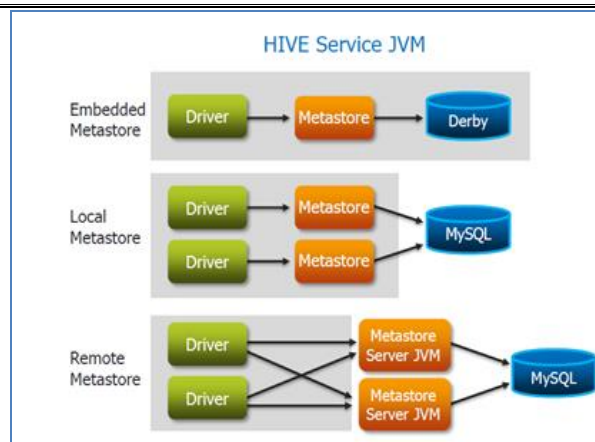 HIVE Service JVM
Embedded
Metastore
Driver
Metastore
Derby
Local
Metastore
Driver
Metastore
Driver
Metastore
MySQL
Remote
Metastore
Driver
Driver
Metastore
Server JVM
Metastore
Server JVM
MySQL